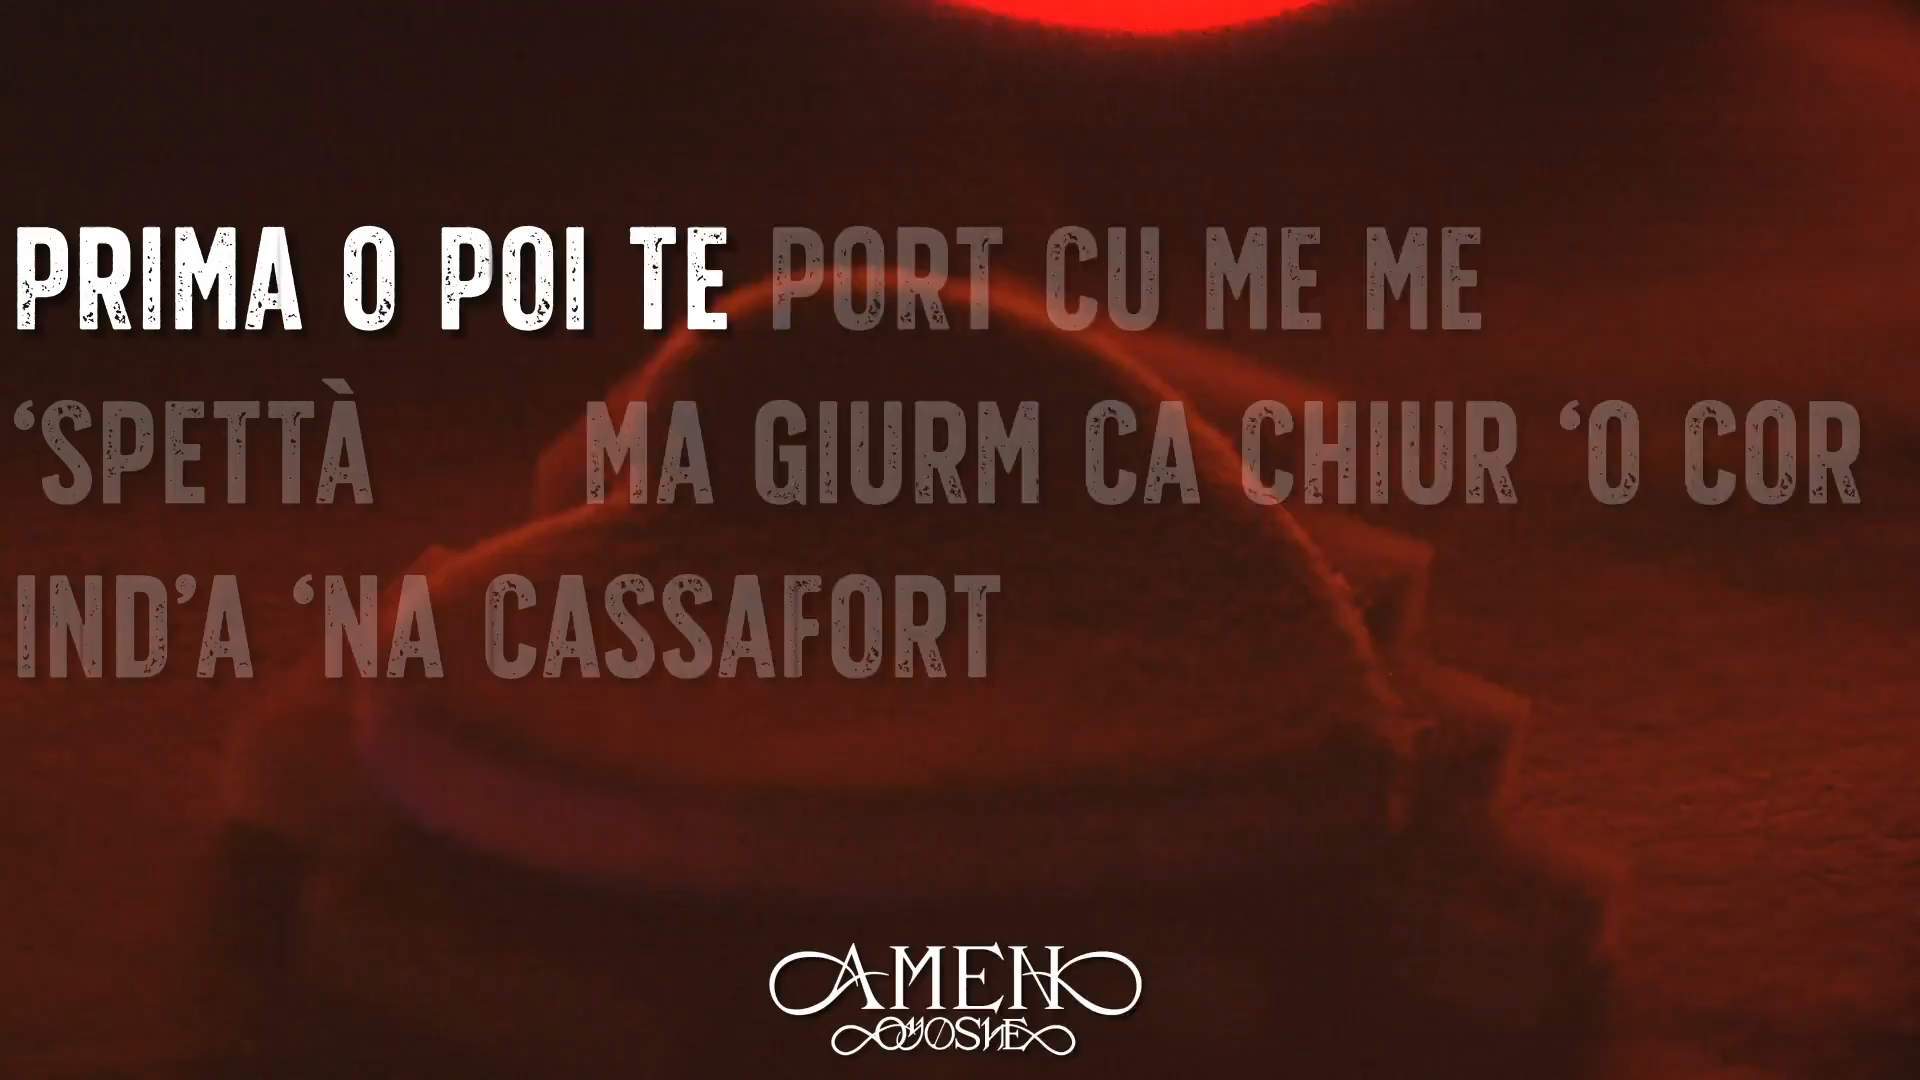 PRIMA O POI TE PORT CU ME ME
‘SPETTÀ MA GIURM CA CHIUR ‘O COR
IND’A ‘NA CASSAFORT
AMEN
OYOSHE